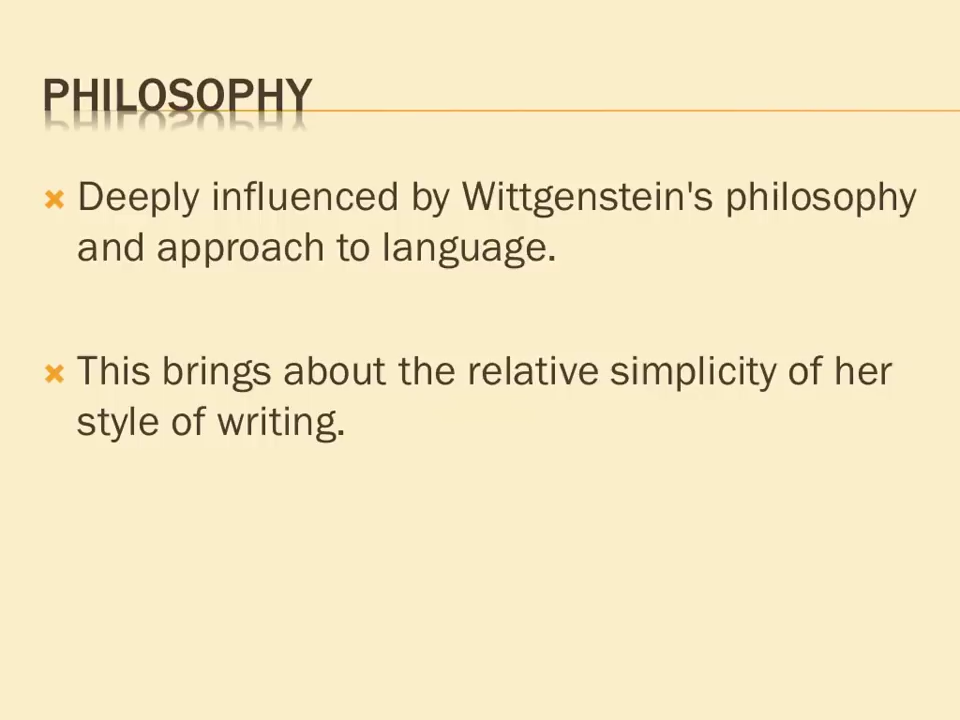 PHILOSOPHY
Deeply influenced by Wittgenstein's philosophy
and approach to language.
This brings about the relative simplicity of her
style of writing.